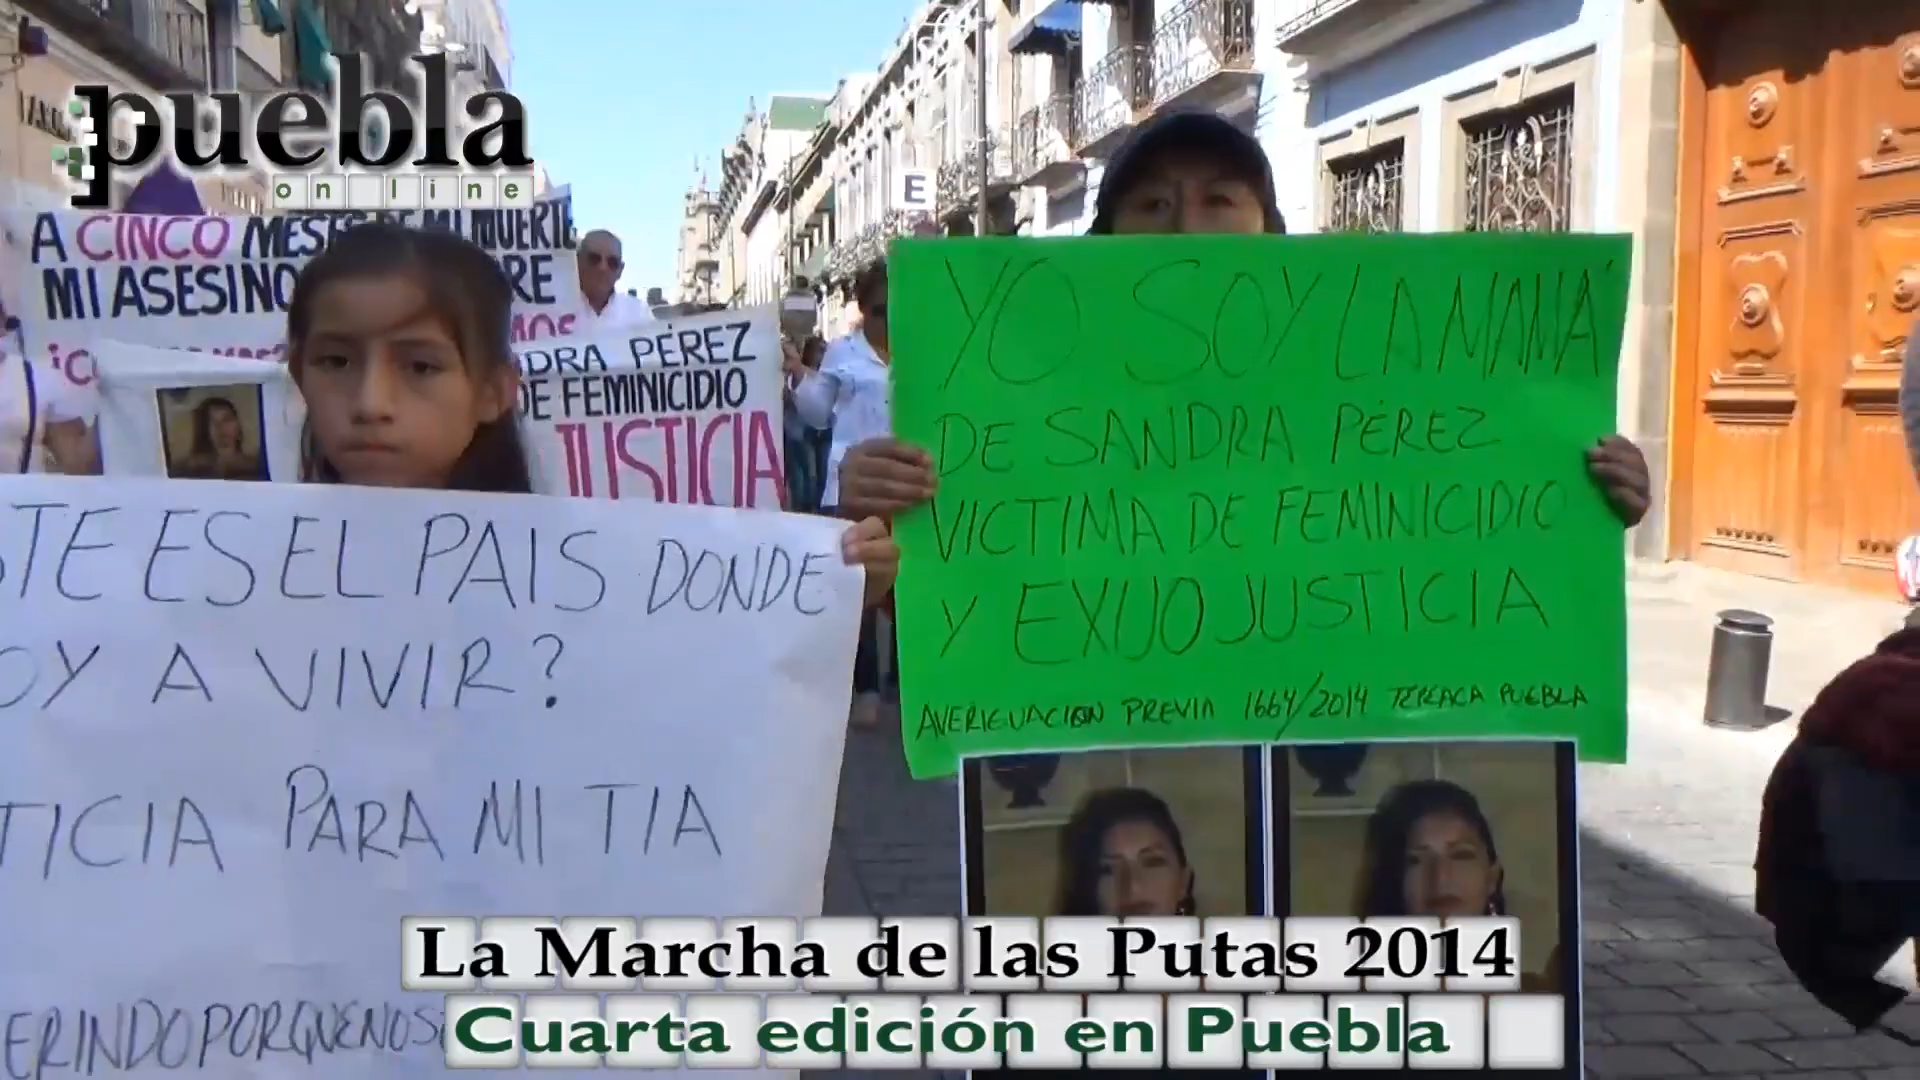 puebla
on line
E
A CINCO MESES DE MI MUERTE
MI ASESINO
DRA PÉREZ
DE FEMINICIDIO
JUSTICIA
YO SOY LA MAMÁ
DE SANDRA PÉREZ
VICTIMA DE FEMINICIDIO
Y EXIJO JUSTICIA
AVERIGUACION PREVIA 1664/2014 TEPEACA PUEBLA
TE ES EL PAIS DONDE
OY A VIVIR?
TICIA PARA MI TIA
La Marcha de las Putas 2014
Cuarta edición en Puebla